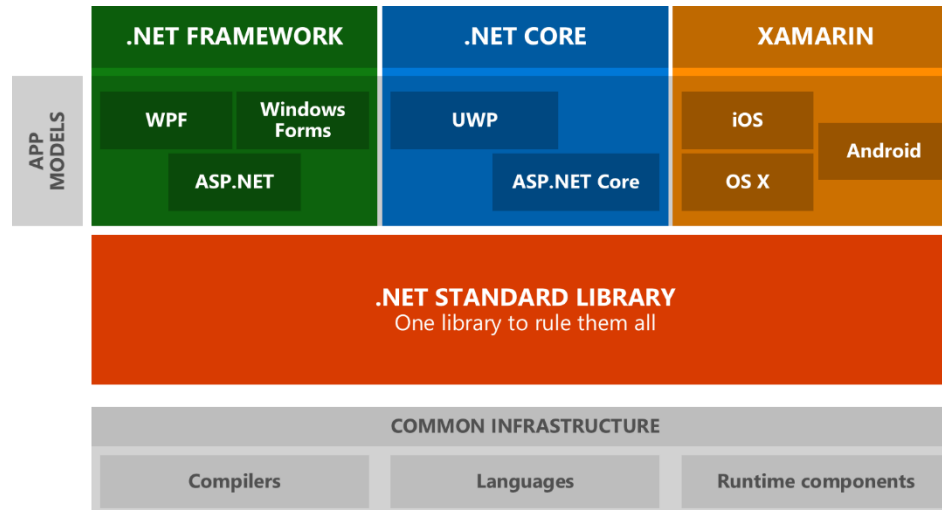 .NET FRAMEWORK
.NET CORE
XAMARIN
APP
MODELS
WPF
Windows
Forms
ASP.NET
UWP
ASP.NET Core
iOS
Android
OS X
.NET STANDARD LIBRARY
One library to rule them all
COMMON INFRASTRUCTURE
Compilers
Languages
Runtime components